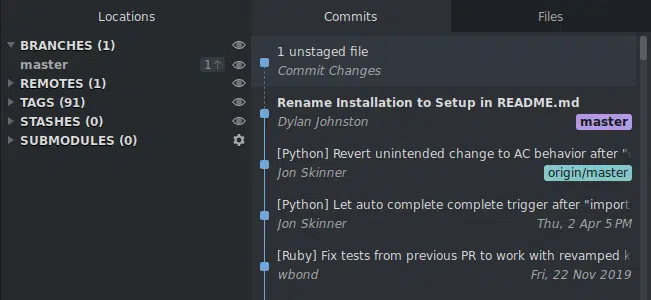 Locations
Commits
Files
BRANCHES (1)
master 1↑
REMOTES (1)
TAGS (91)
STASHES (0)
SUBMODULES (0)
1 unstaged file
Commit Changes
Rename Installation to Setup in README.md
Dylan Johnston master
[Python] Revert unintended change to AC behavior after "
Jon Skinner origin/master
[Python] Let auto complete complete trigger after "import
Jon Skinner Thu, 2 Apr 5 PM
[Ruby] Fix tests from previous PR to work with revamped
wbond Fri, 22 Nov 2019